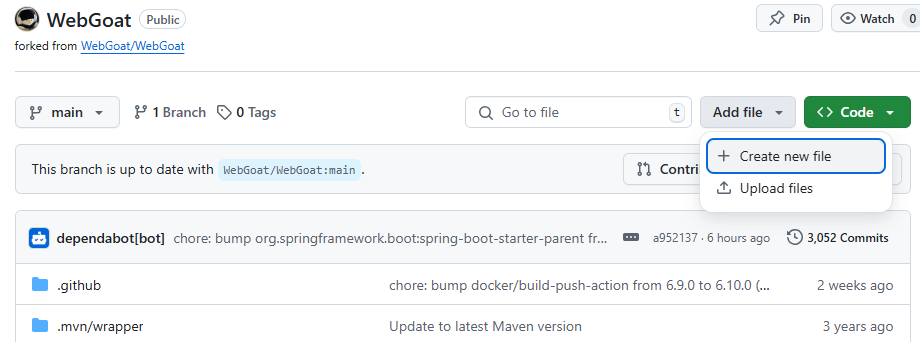 WebGoat Public Pin Watch 0
forked from WebGoat/WebGoat
main 1 Branch 0 Tags Go to file t Add file Code
This branch is up to date with WebGoat/WebGoat:main . Contri
Create new file
Upload files
dependabot[bot] chore: bump org.springframework.boot:spring-boot-starter-parent fr... a952137 · 6 hours ago 3,052 Commits
.github chore: bump docker/build-push-action from 6.9.0 to 6.10.0 (... 2 weeks ago
.mvn/wrapper Update to latest Maven version 3 years ago